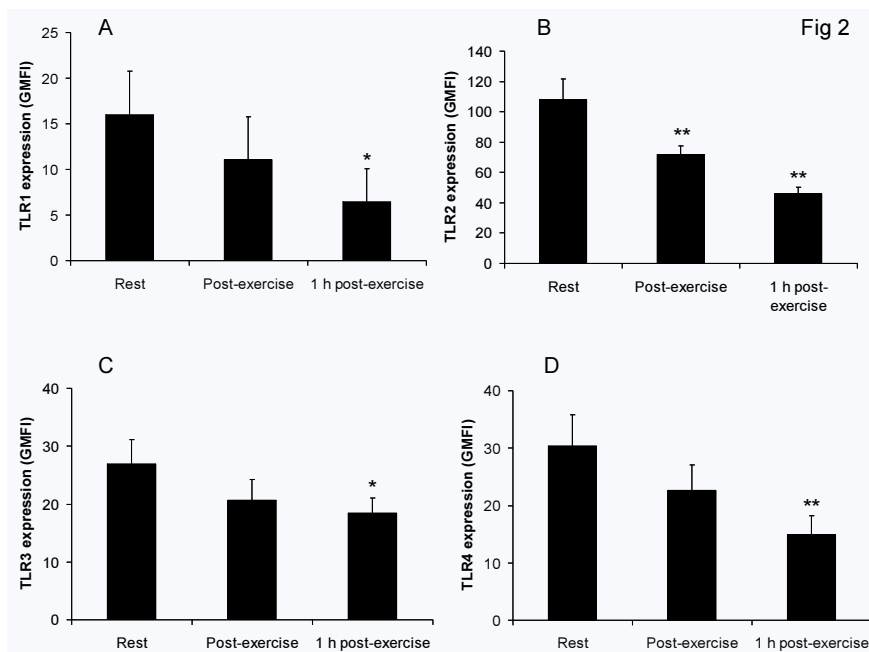 A
TLR1 expression (GMFI)
25
20
15
10
5
0
*
Rest Post-exercise 1 h post-exercise
B
Fig 2
TLR2 expression (GMFI)
140
120
100
80
60
40
20
0
**
**
Rest Post-exercise 1 h post-
exercise
C
TLR3 expression (GMFI)
40
30
20
10
0
*
Rest Post-exercise 1 h post-exercise
D
TLR4 expression (GMFI)
40
30
20
10
0
**
Rest Post-exercise 1 h post-exercise